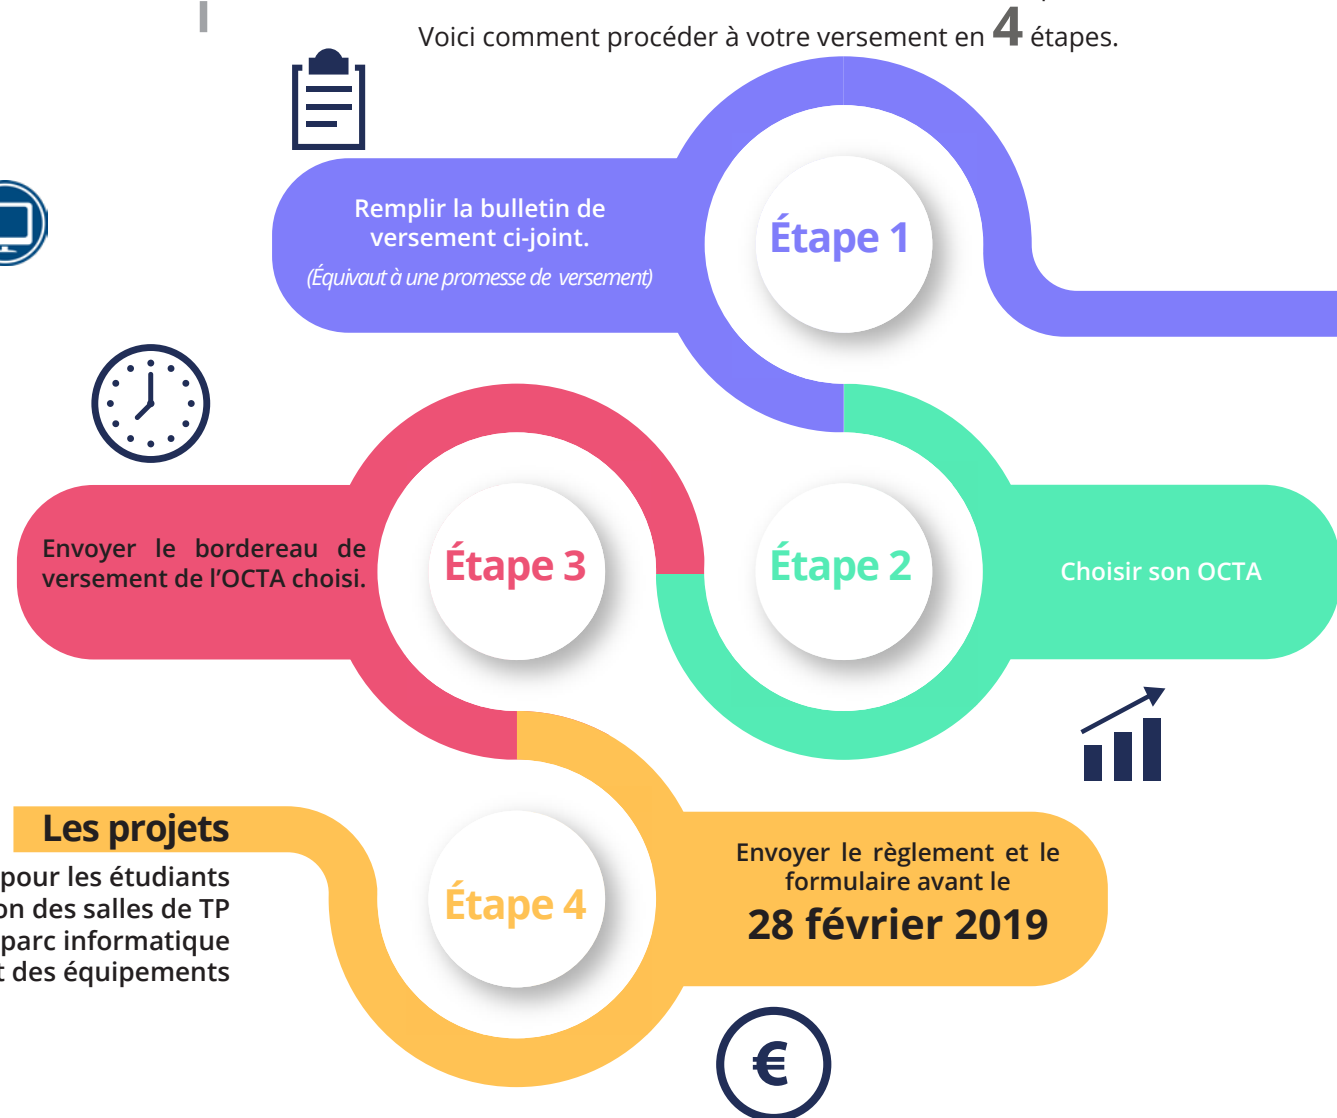 Voici comment procéder à votre versement en 4 étapes.
Remplir la bulletin de
versement ci-joint.
(Équivaut à une promesse de versement)
Étape 1
Étape 2
Choisir son OCTA
Envoyer le bordereau de
versement de l’OCTA choisi.
Étape 3
Étape 4
Envoyer le règlement et le
formulaire avant le
28 février 2019
€
Les projets
pour les étudiants
des salles de TP
parc informatique
des équipements